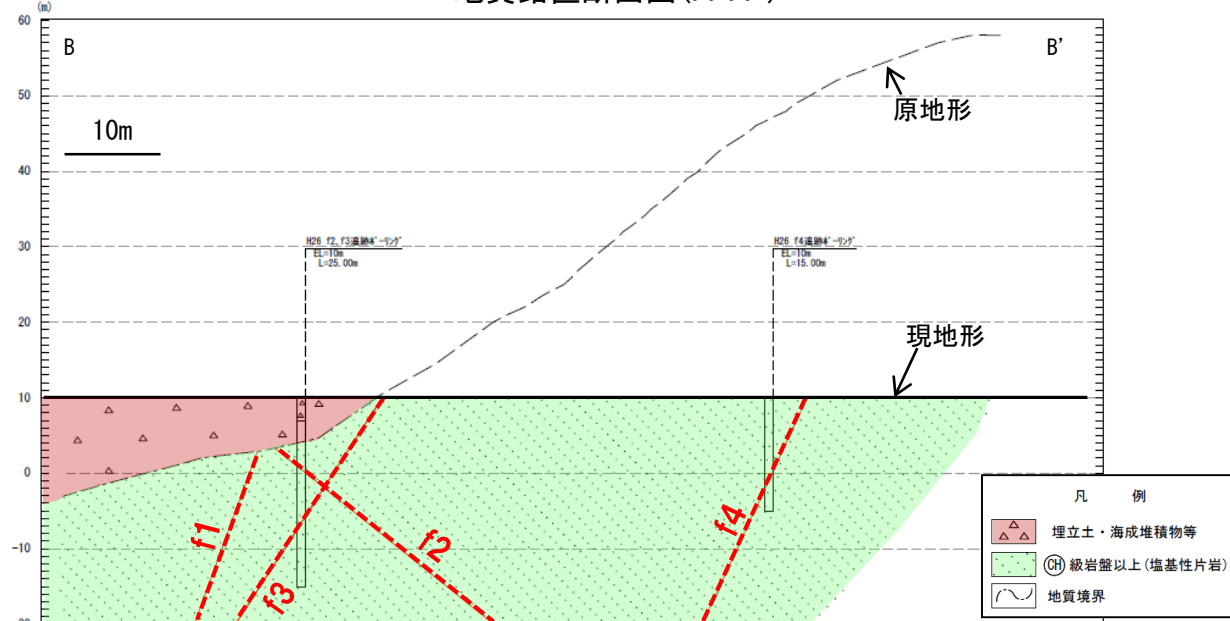 (m)
60
B
B'
50
原地形
10m
40
H26 f2,f3追跡ﾎﾞｰﾘﾝｸﾞ
EL=10m
L=25.00m
H26 f4追跡ﾎﾞｰﾘﾝｸﾞ
EL=10m
L=15.00m
30
20
現地形
10
0
-10
f1
f2
f3
f4
凡 例
埋立土・海成堆積物等
CH 級岩盤以上(塩基性片岩)
地質境界